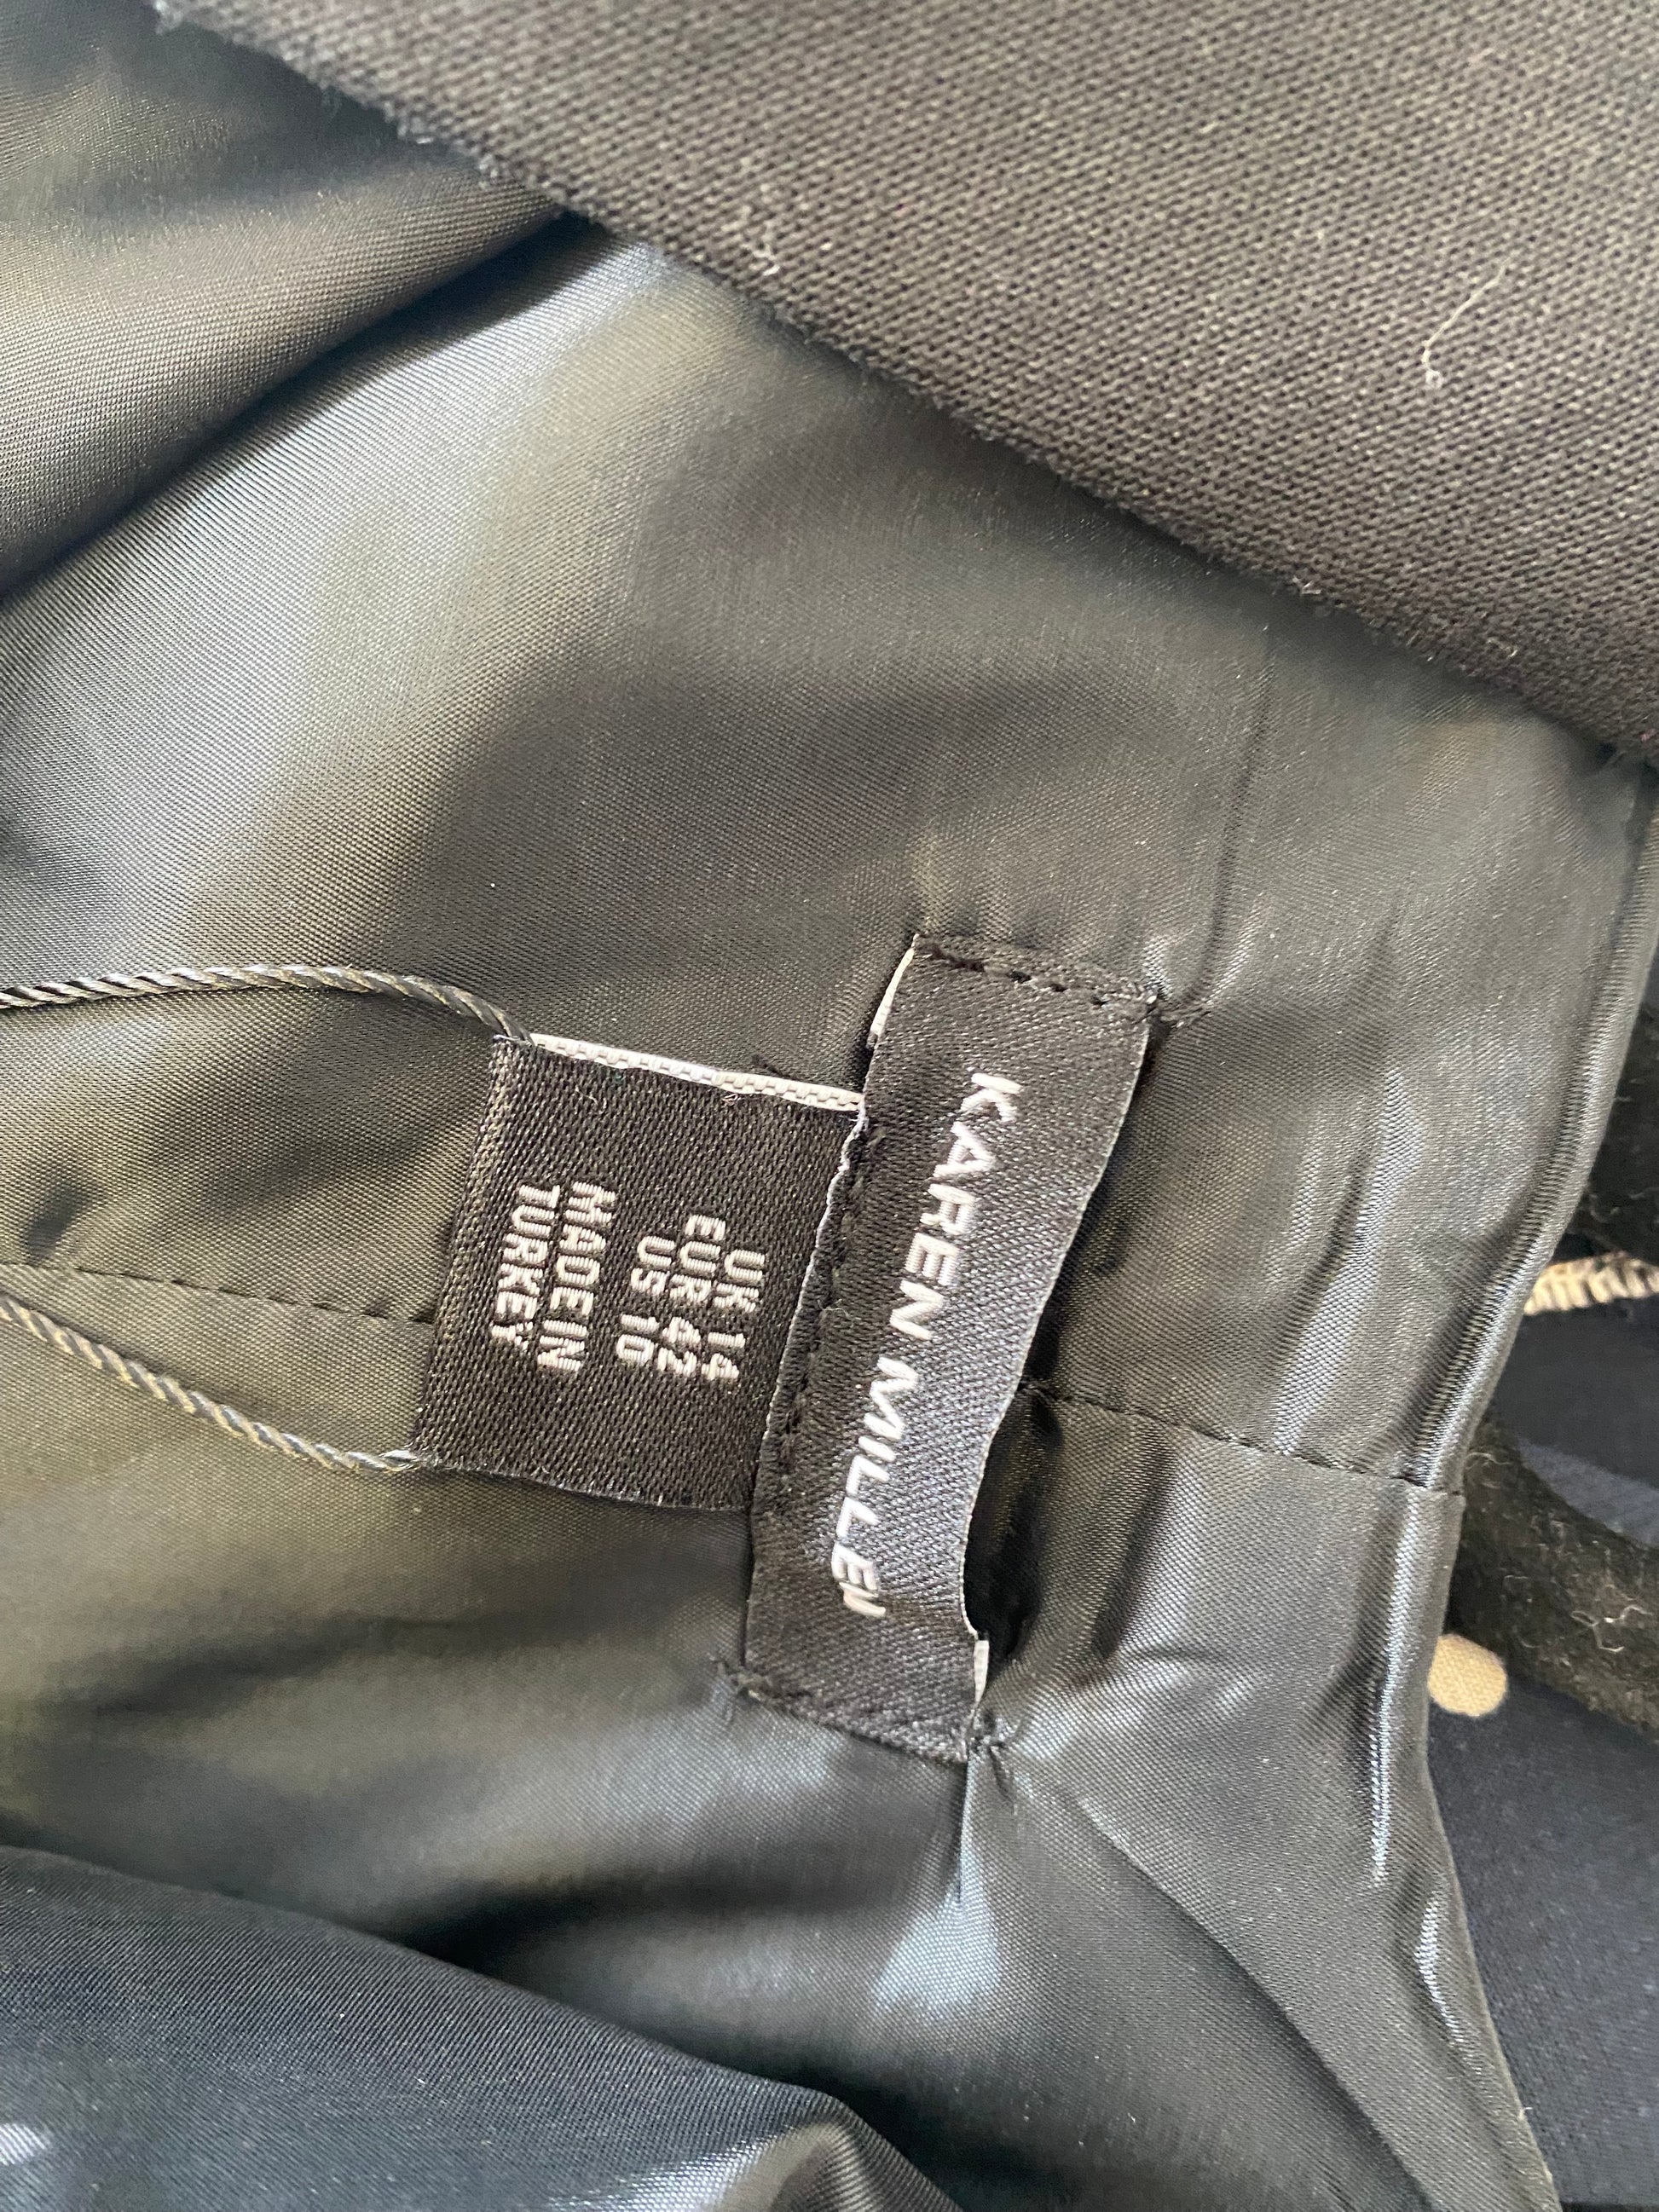 KAREN MILLEN
UK 14
EUR 42
US 10
MADE IN
TURKEY